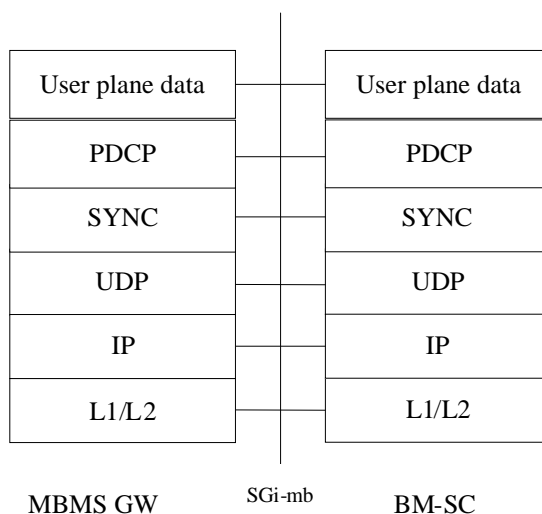 User plane data User plane data
PDCP PDCP
SYNC SYNC
UDP UDP
IP IP
L1/L2 L1/L2
MBMS GW SGi-mb BM-SC